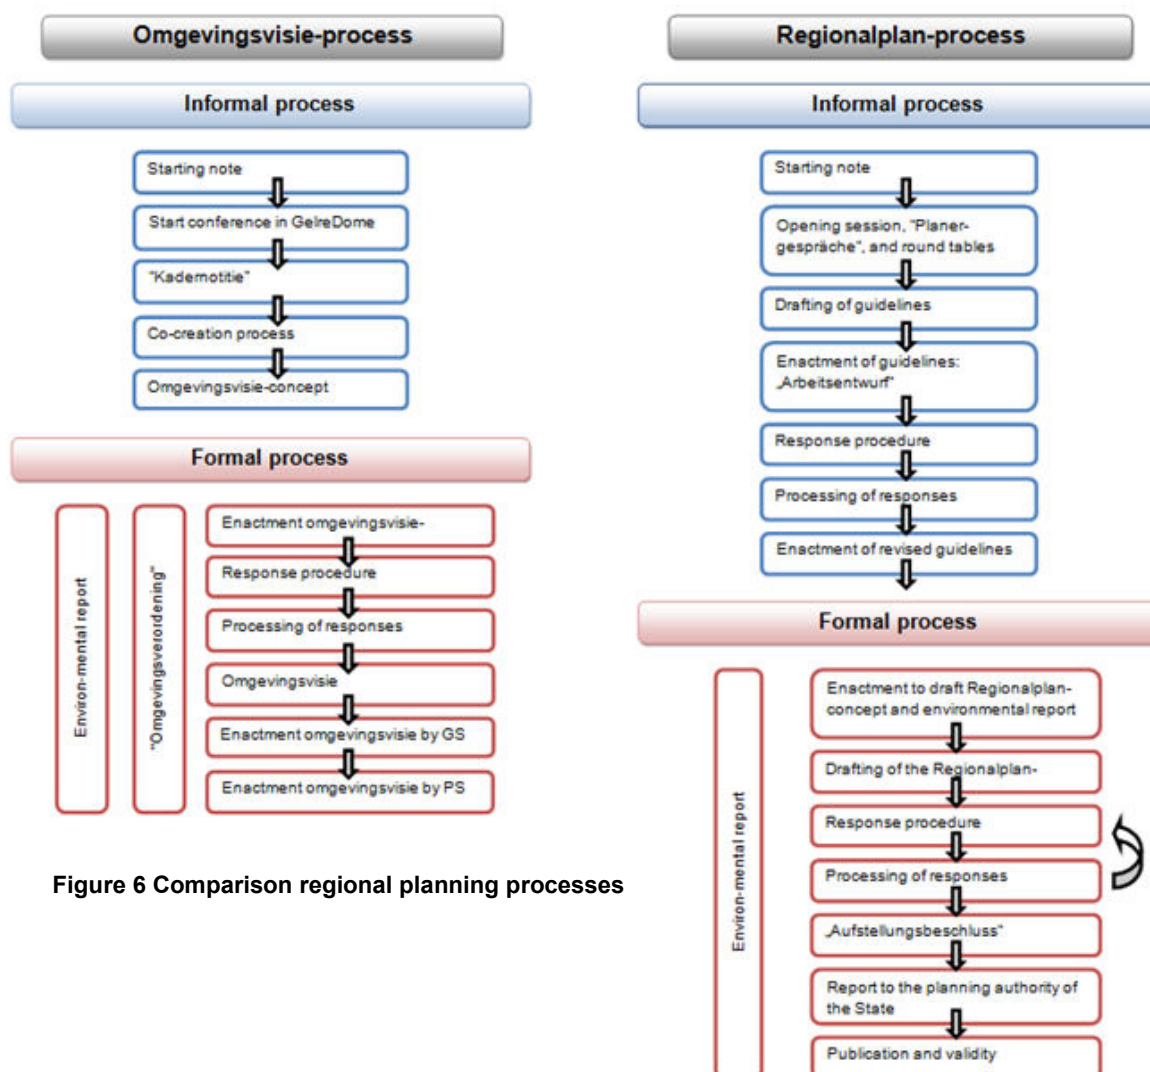 Omgevingsvisie-process
Informal process
Starting note
Start conference in GelreDome
"Kadernotitie"
Co-creation process
Omgevingsvisie-concept
Formal process
Environ-mental report
"Omgevingsverordening"
Enactment omgevingsvisie-
Response procedure
Processing of responses
Omgevingsvisie
Enactment omgevingsvisie by GS
Enactment omgevingsvisie by PS
Figure 6 Comparison regional planning processes
Regionalplan-process
Informal process
Starting note
Opening session, "Planer-
gespräche", and round tables
Drafting of guidelines
Enactment of guidelines:
„Arbeitsentwurf"
Response procedure
Processing of responses
Enactment of revised guidelines
Formal process
Environ-mental report
Enactment to draft Regionalplan-
concept and environmental report
Drafting of the Regionalplan-
Response procedure
Processing of responses
„Aufstellungsbeschluss"
Report to the planning authority of
the State
Publication and validity